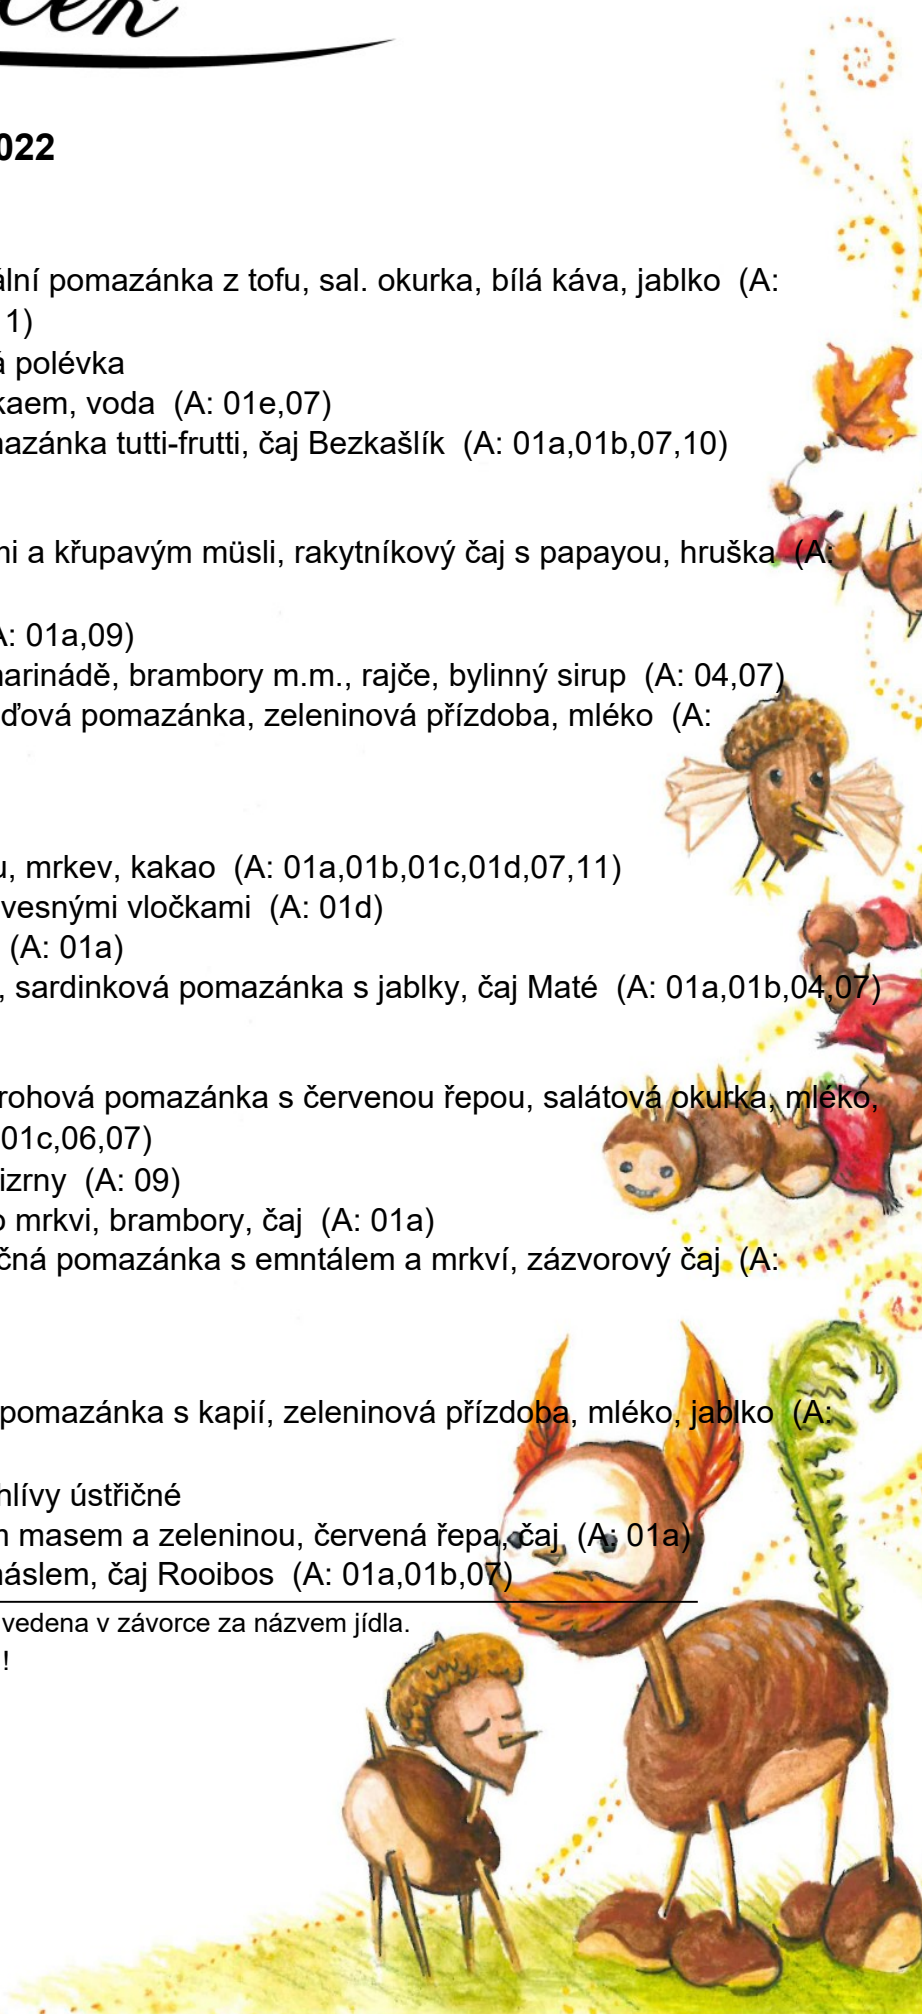 ček
022
ální pomazánka z tofu, sal. okurka, bílá káva, jablko (A:
1)
á polévka
kaem, voda (A: 01e,07)
nazánka tutti-frutti, čaj Bezkašlík (A: 01a,01b,07,10)
mi a křupavým müsli, rakytníkový čaj s papayou, hruška (A:
A: 01a,09)
marinádě, brambory m.m., rajče, bylinný sirup (A: 04,07)
ďová pomazánka, zeleninová přízdoba, mléko (A:
u, mrkev, kakao (A: 01a,01b,01c,01d,07,11)
vesnými vločkami (A: 01d)
(A: 01a)
, sardinková pomazánka s jablky, čaj Maté (A: 01a,01b,04,07)
rohová pomazánka s červenou řepou, salátová okurka, mléko,
01c,06,07)
izrny (A: 09)
o mrkvi, brambory, čaj (A: 01a)
čná pomazánka s emntálem a mrkví, zázvorový čaj (A:
pomazánka s kapií, zeleninová přízdoba, mléko, jablko (A:
hlívy ústřičné
m masem a zeleninou, červená řepa, čaj (A: 01a)
náslem, čaj Rooibos (A: 01a,01b,07)
vedena v závorce za názvem jídla.
!